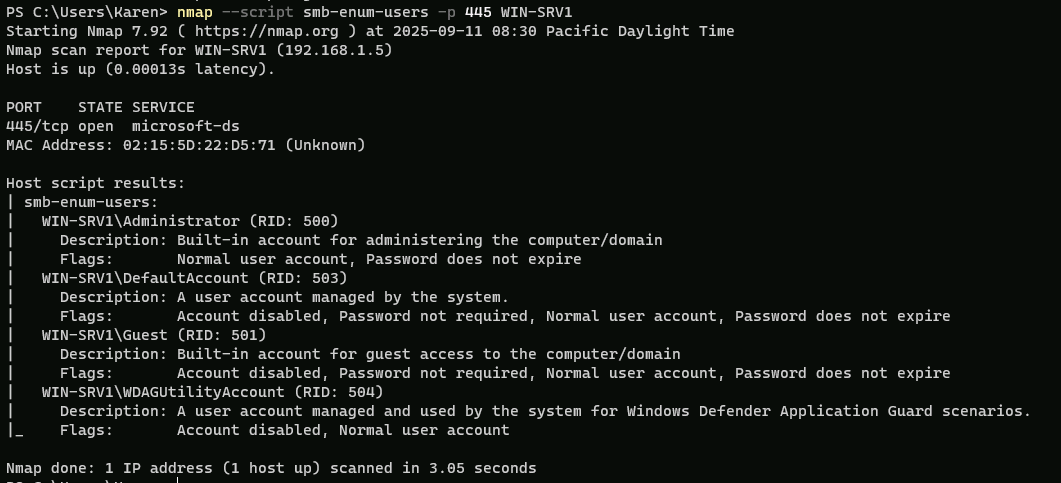 PS C:\Users\Karen> nmap --script smb-enum-users -p 445 WIN-SRV1
Starting Nmap 7.92 ( https://nmap.org ) at 2025-09-11 08:30 Pacific Daylight Time
Nmap scan report for WIN-SRV1 (192.168.1.5)
Host is up (0.00013s latency).

PORT    STATE SERVICE
445/tcp open  microsoft-ds
MAC Address: 02:15:5D:22:D5:71 (Unknown)

Host script results:
| smb-enum-users:
|   WIN-SRV1\Administrator (RID: 500)
|     Description: Built-in account for administering the computer/domain
|     Flags:       Normal user account, Password does not expire
|   WIN-SRV1\DefaultAccount (RID: 503)
|     Description: A user account managed by the system.
|     Flags:       Account disabled, Password not required, Normal user account, Password does not expire
|   WIN-SRV1\Guest (RID: 501)
|     Description: Built-in account for guest access to the computer/domain
|     Flags:       Account disabled, Password not required, Normal user account, Password does not expire
|   WIN-SRV1\WDAGUtilityAccount (RID: 504)
|     Description: A user account managed and used by the system for Windows Defender Application Guard scenarios.
|_    Flags:       Account disabled, Normal user account

Nmap done: 1 IP address (1 host up) scanned in 3.05 seconds